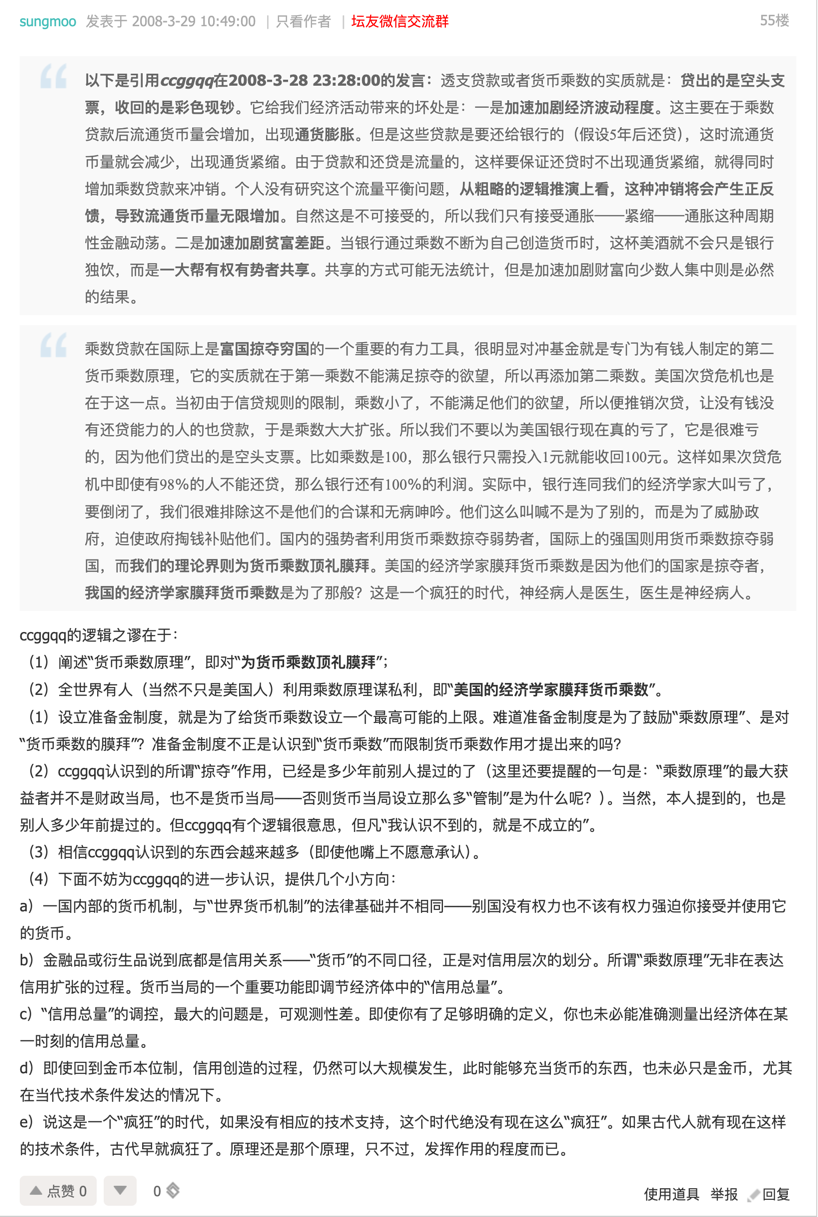 sungmoo 发表于 2008-3-29 10:49:00 | 只看作者 | 坛友微信交流群 55楼
以下是引用ccggqq在2008-3-28 23:28:00的发言：透支贷款或者货币乘数的实质就是：贷出的是空头支
票，收回的是彩色现钞。它给我们经济活动带来的坏处是：一是加速加剧经济波动程度。这主要在于乘数
贷款后流通货币量会增加，出现通货膨胀。但是这些贷款是要还给银行的（假设5年后还贷），这时流通货
币量就会减少，出现通货紧缩。由于贷款和还贷是流量的，这样要保证还贷时不出现通货紧缩，就得同时
增加乘数贷款来冲销。个人没有研究这个流量平衡问题，从粗略的逻辑推演上看，这种冲销将会产生正反
馈，导致流通货币量无限增加。自然这是不可接受的，所以我们只有接受通胀——紧缩——通胀这种周期
性金融动荡。二是加速加剧贫富差距。当银行通过乘数不断为自己创造货币时，这杯美酒就不会只是银行
独饮，而是一大帮有权有势者共享。共享的方式可能无法统计，但是加速加剧财富向少数人集中则是必然
的结果。
乘数贷款在国际上是富国掠夺穷国的一个重要的有力工具，很明显对冲基金就是专门为有钱人制定的第二
货币乘数原理，它的实质就在于第一乘数不能满足掠夺的欲望，所以再添加第二乘数。美国次贷危机也是
在于这一点。当初由于信贷规则的限制，乘数小了，不能满足他们的欲望，所以便推销次贷，让没有钱没
有还贷能力的人的也贷款，于是乘数大大扩张。所以我们不要以为美国银行现在真的亏了，它是很难亏
的，因为他们贷出的是空头支票。比如乘数是100，那么银行只需投入1元就能收回100元。这样如果次贷危
机中即使有98%的人不能还贷，那么银行还有100%的利润。实际中，银行连同我们的经济学家大叫亏了，
要倒闭了，我们很难排除这不是他们的合谋和无病呻吟。他们这么叫喊不是为了别的，而是为了威胁政
府，迫使政府掏钱补贴他们。国内的强势者利用货币乘数掠夺弱势者，国际上的强国则用货币乘数掠夺弱
国，而我们的理论界则为货币乘数顶礼膜拜。美国的经济学家膜拜货币乘数是因为他们的国家是掠夺者，
我国的经济学家膜拜货币乘数是为了那般？这是一个疯狂的时代，神经病人是医生，医生是神经病人。
ccggqq的逻辑之谬在于：
（1）阐述“货币乘数原理”，即对“为货币乘数顶礼膜拜”；
（2）全世界有人（当然不只是美国人）利用乘数原理谋私利，即“美国的经济学家膜拜货币乘数”。
（1）设立准备金制度，就是为了给货币乘数设立一个最高可能的上限。难道准备金制度是为了鼓励“乘数原理”、是对
“货币乘数的膜拜”？准备金制度不正是认识到“货币乘数”而限制货币乘数作用才提出来的吗？
（2）ccggqq认识到的所谓“掠夺”作用，已经是多少年前别人提过的了（这里还要提醒的一句是：“乘数原理”的最大获
益者并不是财政当局，也不是货币当局——否则货币当局设立那么多“管制”是为什么呢？）。当然，本人提到的，也是
别人多少年前提过的。但ccggqq有个逻辑很意思，但凡“我认识不到的，就是不成立的”。
（3）相信ccggqq认识到的东西会越来越多（即使他嘴上不愿意承认）。
（4）下面不妨为ccggqq的进一步认识，提供几个小方向：
a）一国内部的货币机制，与“世界货币机制”的法律基础并不相同——别国没有权力也不该有权力强迫你接受并使用它
的货币。
b）金融品或衍生品说到底都是信用关系——“货币”的不同口径，正是对信用层次的划分。所谓“乘数原理”无非在表达
信用扩张的过程。货币当局的一个重要功能即调节经济体中的“信用总量”。
c）“信用总量”的调控，最大的问题是，可观测性差。即使你有了足够明确的定义，你也未必能准确测量出经济体在某
一时刻的信用总量。
d）即使回到金币本位制，信用创造的过程，仍然可以大规模发生，此时能够充当货币的东西，也未必只是金币，尤其
在当代技术条件发达的情况下。
e）说这是一个“疯狂”的时代，如果没有相应的技术支持，这个时代绝没有现在这么“疯狂”。如果古代人就有现在这样
的技术条件，古代早就疯狂了。原理还是那个原理，只不过，发挥作用的程度而已。
点赞 0 0 使用道具 举报 回复